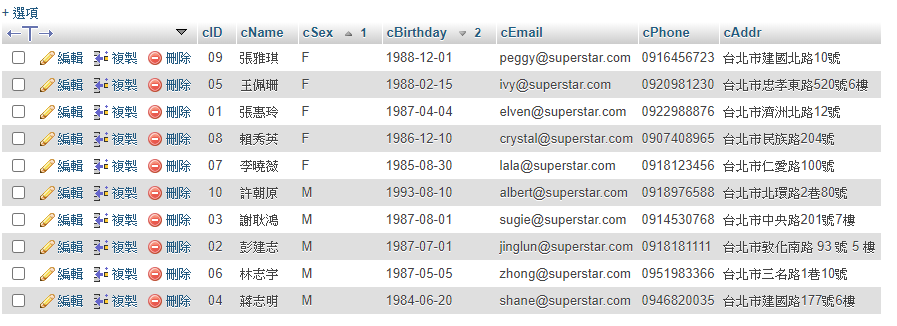 + 選項
←T→ cID cName cSex 1 cBirthday 2 cEmail cPhone cAddr
編輯 複製 刪除 09 張雅琪 F 1988-12-01 peggy@superstar.com 0916456723 台北市建國北路10號
編輯 複製 刪除 05 王佩珊 F 1988-02-15 ivy@superstar.com 0920981230 台北市忠孝東路520號6樓
編輯 複製 刪除 01 張惠玲 F 1987-04-04 elven@superstar.com 0922988876 台北市濟洲北路12號
編輯 複製 刪除 08 賴秀英 F 1986-12-10 crystal@superstar.com 0907408965 台北市民族路204號
編輯 複製 刪除 07 李曉薇 F 1985-08-30 lala@superstar.com 0918123456 台北市仁愛路100號
編輯 複製 刪除 10 許朝原 M 1993-08-10 albert@superstar.com 0918976588 台北市北環路2巷80號
編輯 複製 刪除 03 謝耿鴻 M 1987-08-01 sugie@superstar.com 0914530768 台北市中央路201號7樓
編輯 複製 刪除 02 彭建志 M 1987-07-01 jinglun@superstar.com 0918181111 台北市敦化南路 93 號 5 樓
編輯 複製 刪除 06 林志宇 M 1987-05-05 zhong@superstar.com 0951983366 台北市三名路1巷10號
編輯 複製 刪除 04 蔣志明 M 1984-06-20 shane@superstar.com 0946820035 台北市建國路177號6樓